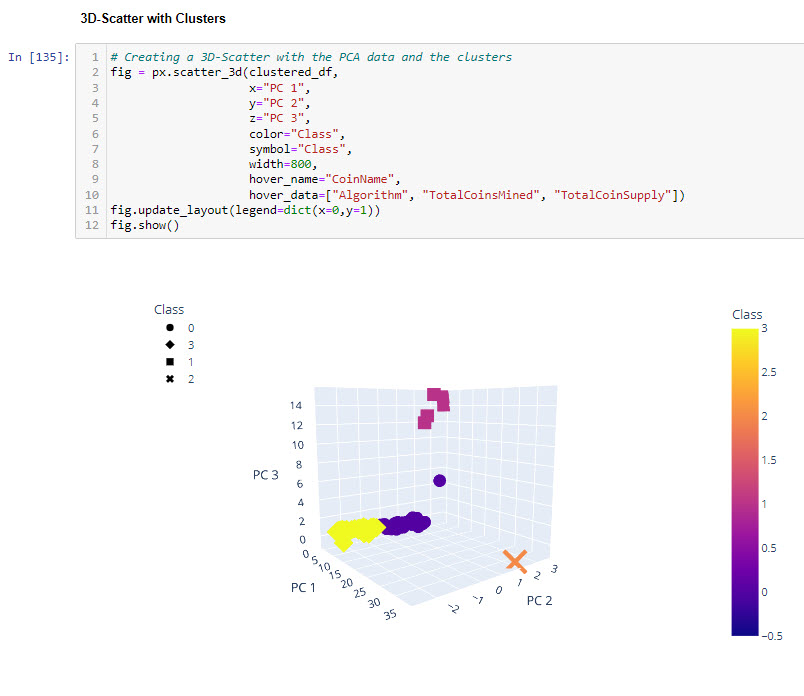 3D-Scatter with Clusters
In [135]:
1 # Creating a 3D-Scatter with the PCA data and the clusters
2 fig = px.scatter_3d(clustered_df,
3 x="PC 1",
4 y="PC 2",
5 z="PC 3",
6 color="Class",
7 symbol="Class",
8 width=800,
9 hover_name="CoinName",
10 hover_data=["Algorithm", "TotalCoinsMined", "TotalCoinSupply"])
11 fig.update_layout(legend=dict(x=0,y=1))
12 fig.show()
Class
0
3
1
2
Class
3
2.5
2
1.5
1
0.5
0
−0.5
14
12
10
8
6
4
2
0
PC 3
0
5
10
15
20
25
30
35
PC 1
−2
−1
0
1
2
3
PC 2